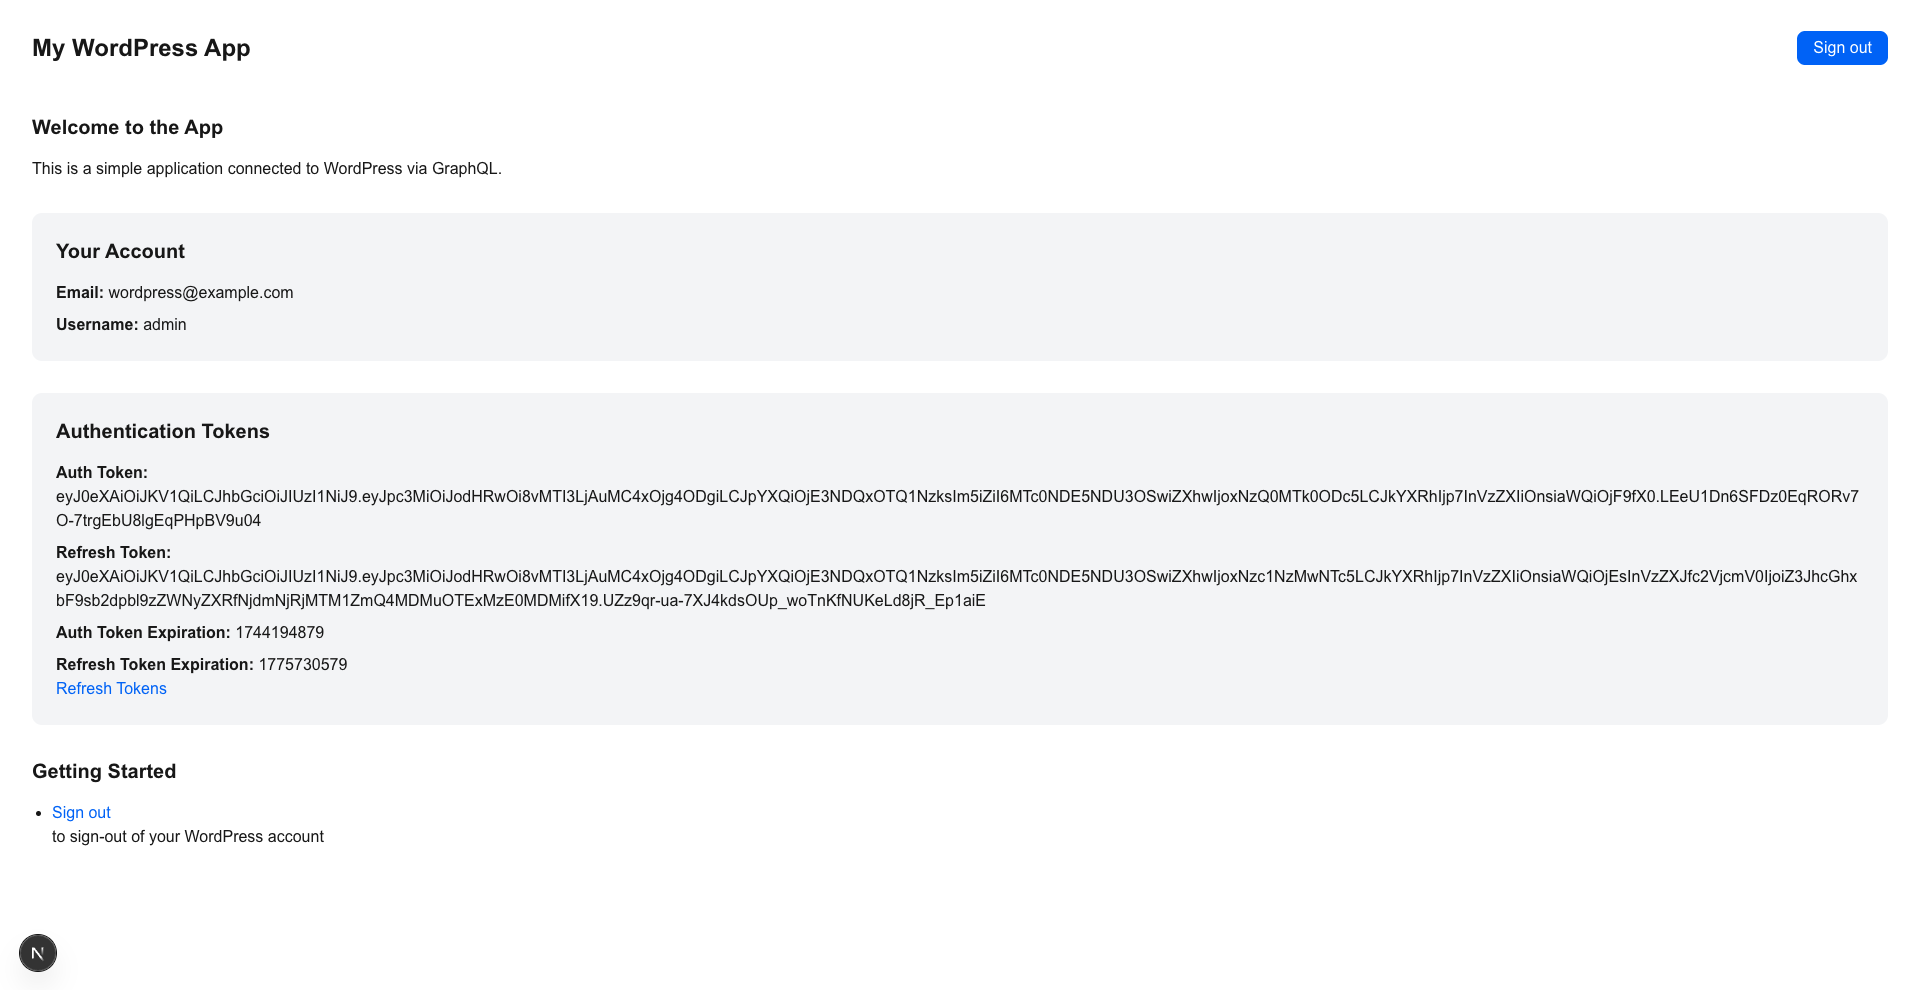 My WordPress App
Sign out
Welcome to the App
This is a simple application connected to WordPress via GraphQL.
Your Account
Email: wordpress@example.com
Username: admin
Authentication Tokens
Auth Token:
eyJ0eXAiOiJKV1QiLCJhbGciOiJIUzI1NiJ9.eyJpc3MiOiJodHRwOi8vMTI3LjAuMC4xOjg4ODgiLCJpYXQiOjE3NDQxOTQ1NzksIm5iZiI6MTc0NDE5NDU3OSwiZXhwIjoxNzQ0MTk0ODc5LCJkYXRhIjp7InVzZXIiOnsiaWQiOjF9fX0.LEeU1Dn6SFDz0EqRORv7
O-7trgEbU8lgEqPHpBV9u04
Refresh Token:
eyJ0eXAiOiJKV1QiLCJhbGciOiJIUzI1NiJ9.eyJpc3MiOiJodHRwOi8vMTI3LjAuMC4xOjg4ODgiLCJpYXQiOjE3NDQxOTQ1NzksIm5iZiI6MTc0NDE5NDU3OSwiZXhwIjoxNzc1NzMwNTc5LCJkYXRhIjp7InVzZXIiOnsiaWQiOjEsInVzZXJfc2VjcmV0IjoiZ3JhcGhx
bF9sb2dpbl9zZWNyZXRfNjdmNjRjMTM1ZmQ4MDMuOTExMzE0MDMifX19.UZz9qr-ua-7XJ4kdsOUp_woTnKfNUKeLd8jR_Ep1aiE
Auth Token Expiration: 1744194879
Refresh Token Expiration: 1775730579
Refresh Tokens
Getting Started
Sign out
to sign-out of your WordPress account
N